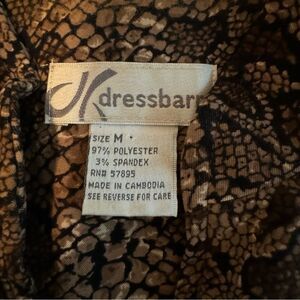 dressbarn
SIZE M
97% POLYESTER
3% SPANDEX
RN# 57895
MADE IN CAMBODIA
SEE REVERSE FOR CARE